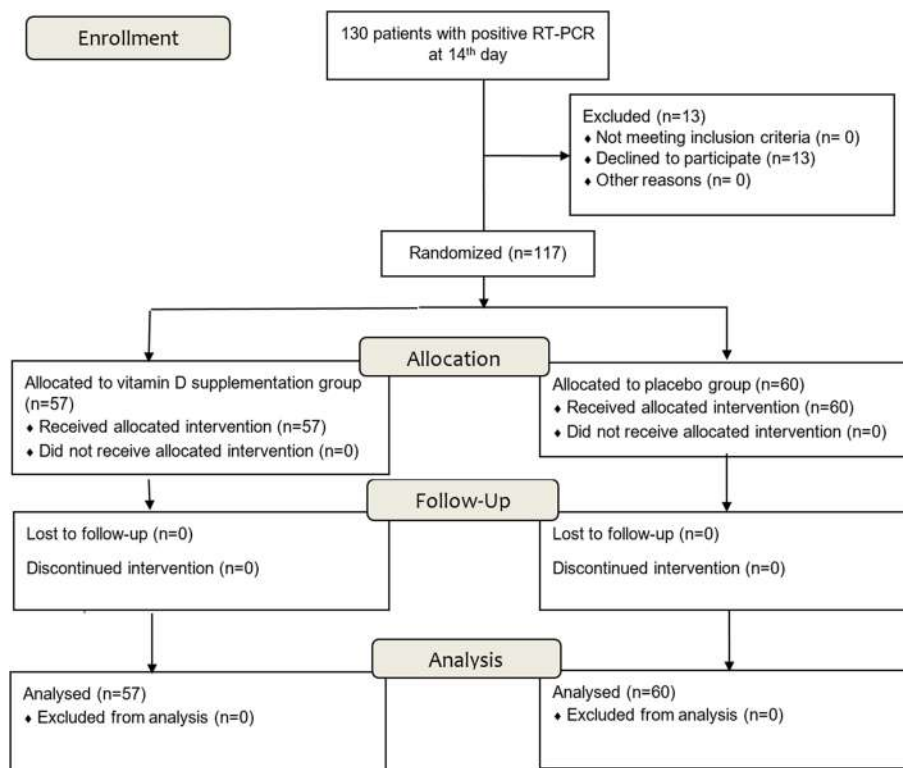 Enrollment
130 patients with positive RT-PCR
at 14th day
Excluded (n=13)
♦ Not meeting inclusion criteria (n= 0)
♦ Declined to participate (n=13)
♦ Other reasons (n= 0)
Randomized (n=117)
Allocation
Allocated to vitamin D supplementation group
(n=57)
♦ Received allocated intervention (n=57)
♦ Did not receive allocated intervention (n=0)
Allocated to placebo group (n=60)
♦ Received allocated intervention (n=60)
♦ Did not receive allocated intervention (n=0)
Follow-Up
Lost to follow-up (n=0)
Discontinued intervention (n=0)
Lost to follow-up (n=0)
Discontinued intervention (n=0)
Analysis
Analysed (n=57)
♦ Excluded from analysis (n=0)
Analysed (n=60)
♦ Excluded from analysis (n=0)